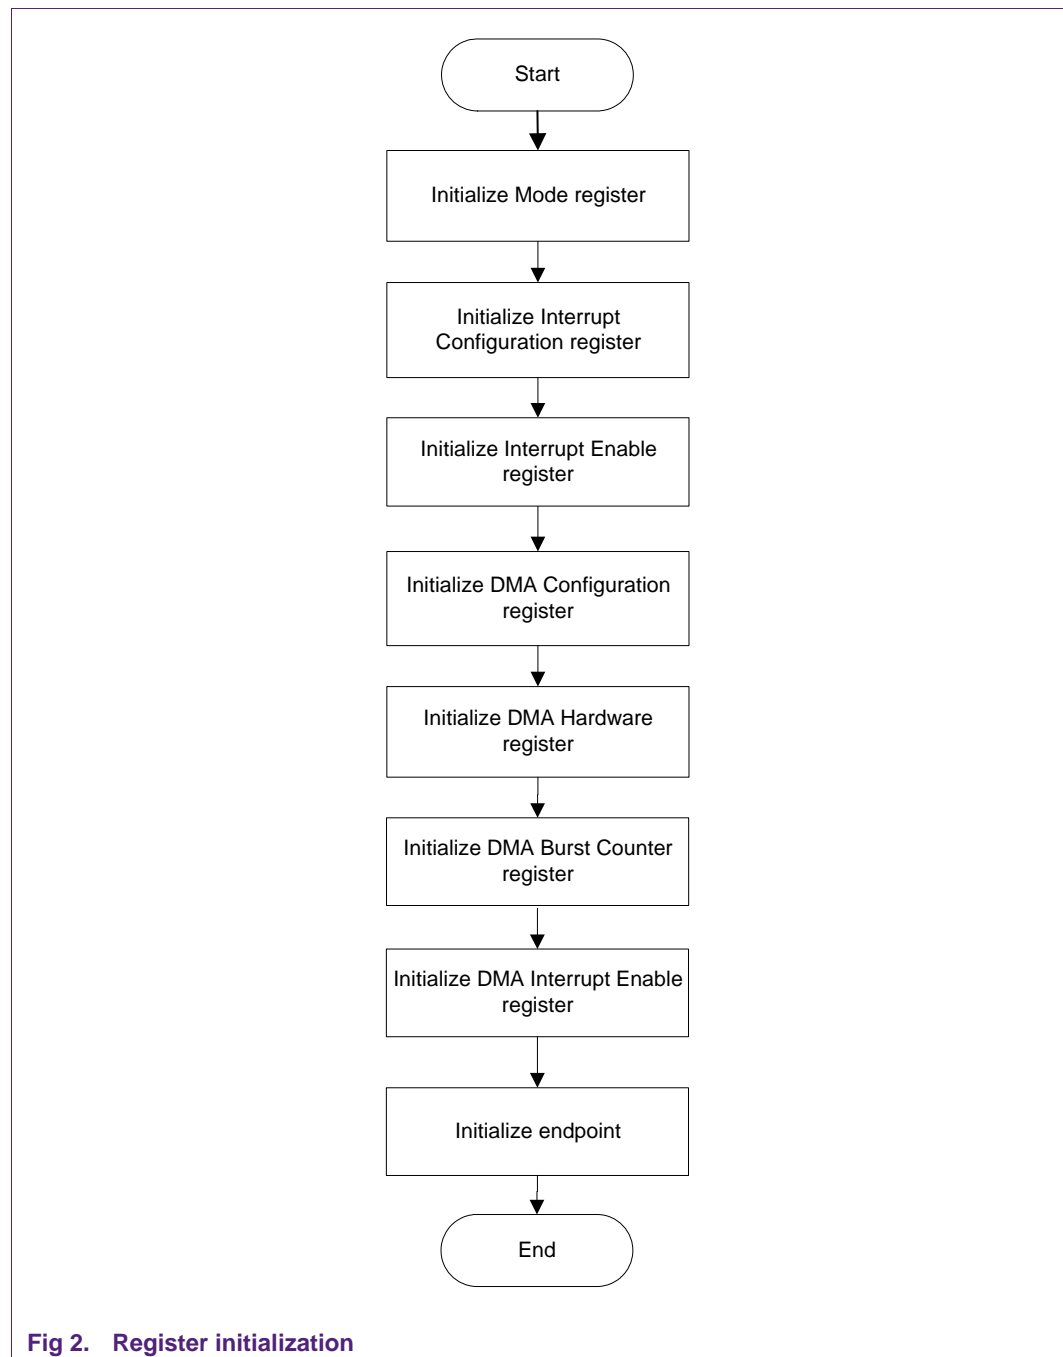 Start
Initialize Mode register
Initialize Interrupt
Configuration register
Initialize Interrupt Enable
register
Initialize DMA Configuration
register
Initialize DMA Hardware
register
Initialize DMA Burst Counter
register
Initialize DMA Interrupt Enable
register
Initialize endpoint
End
Fig 2. Register initialization